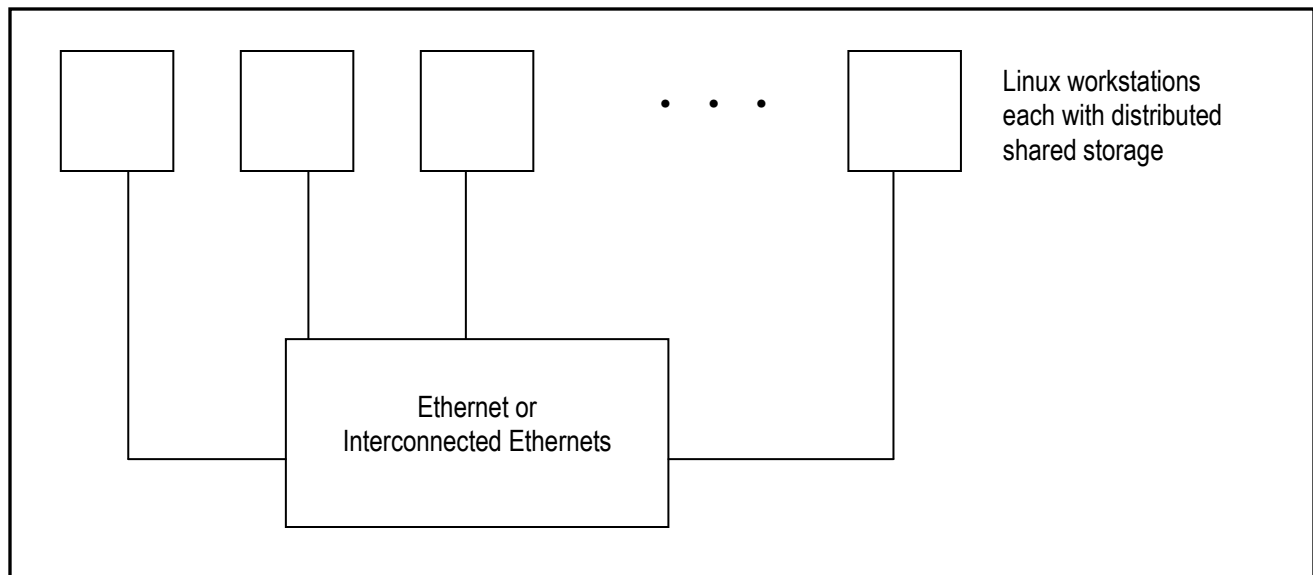 Linux workstations
each with distributed
shared storage
Ethernet or
Interconnected Ethernets